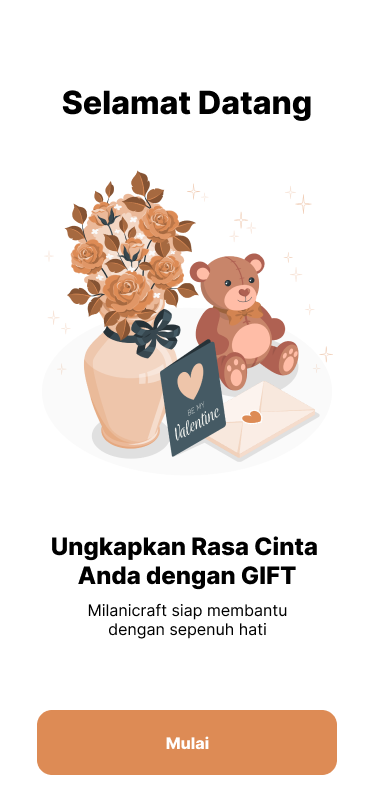 Selamat Datang
BE MY
Valentine
Ungkapkan Rasa Cinta
Anda dengan GIFT
Milanicraft siap membantu
dengan sepenuh hati
Mulai